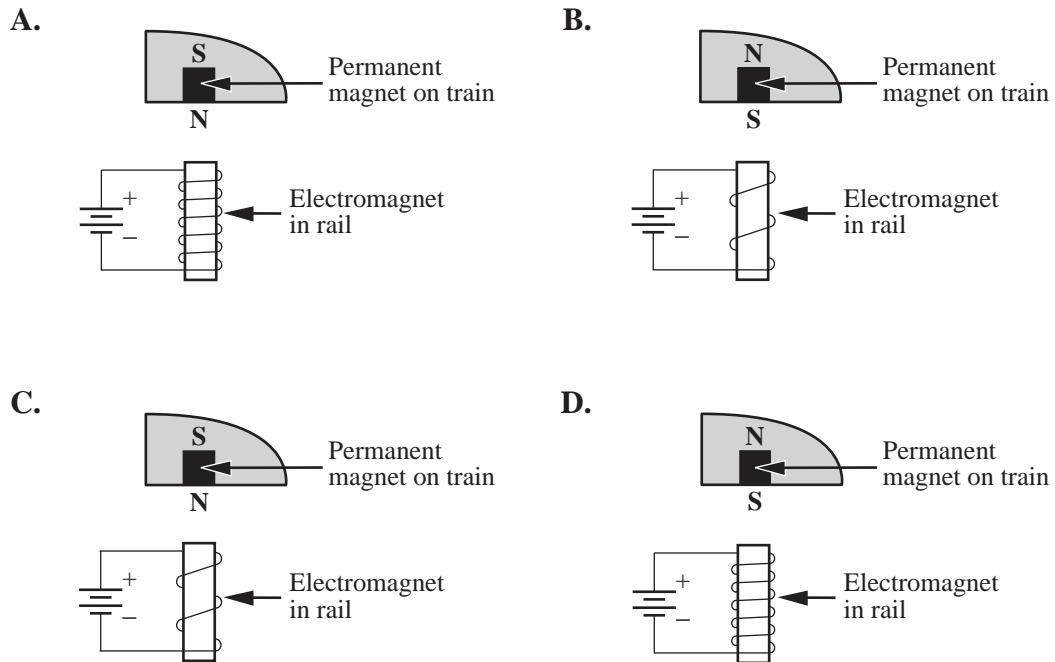 A.
S
Permanent
magnet on train
N
+
–
Electromagnet
in rail
B.
N
Permanent
magnet on train
S
+
–
Electromagnet
in rail
C.
S
Permanent
magnet on train
N
+
–
Electromagnet
in rail
D.
N
Permanent
magnet on train
S
+
–
Electromagnet
in rail